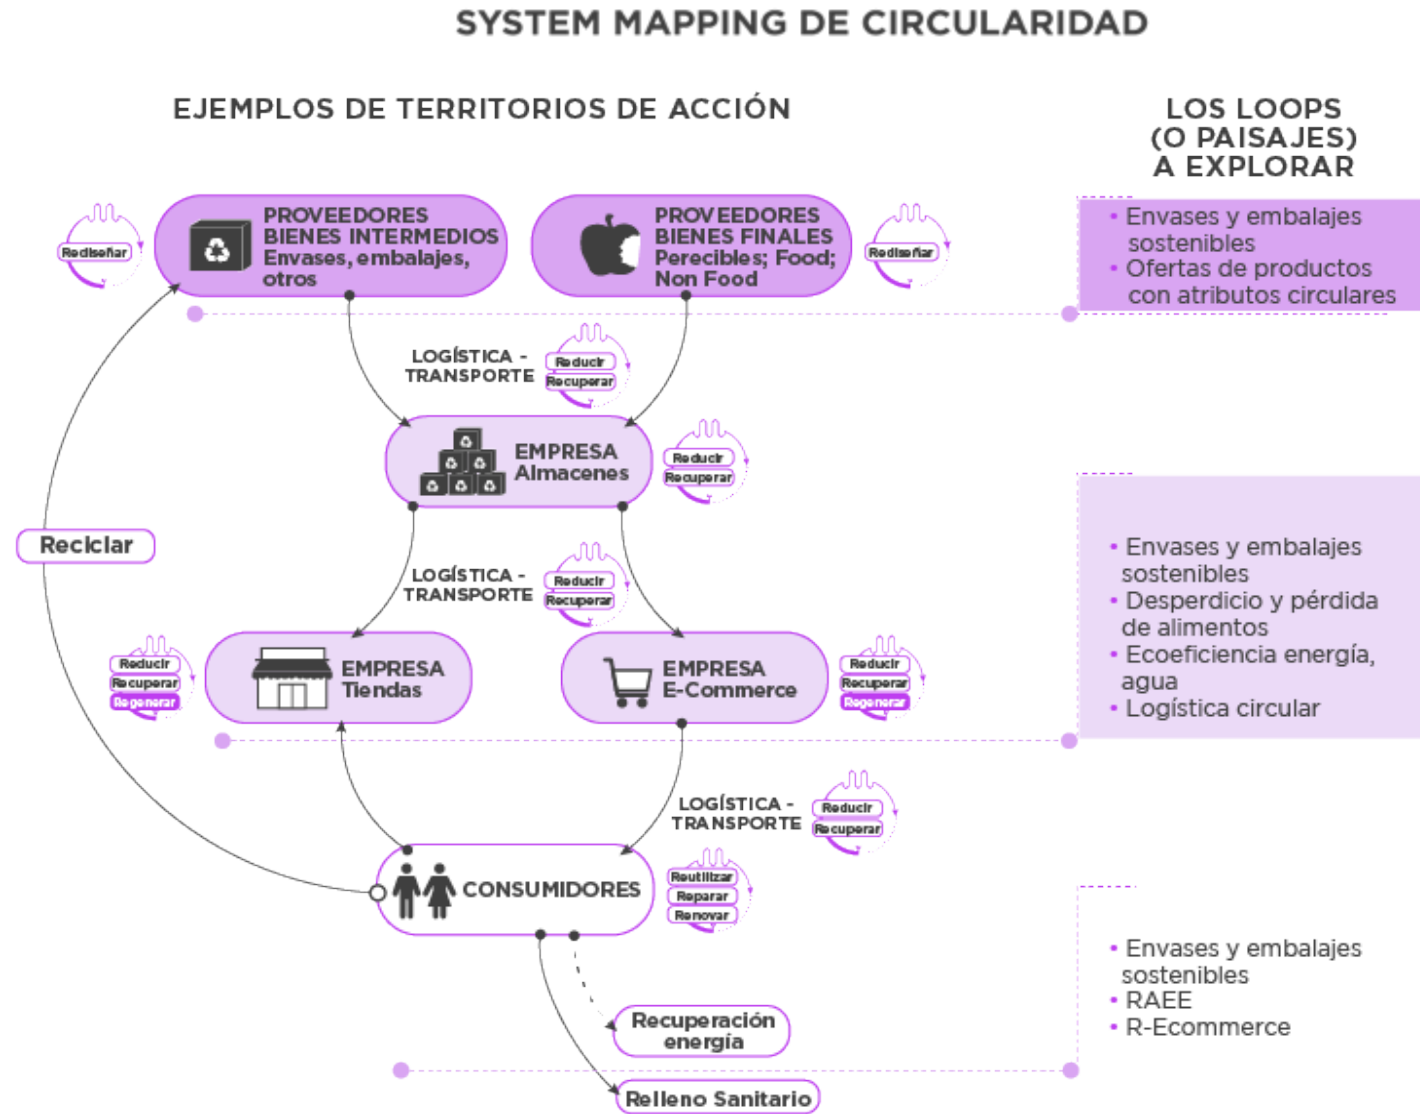 SYSTEM MAPPING DE CIRCULARIDAD
EJEMPLOS DE TERRITORIOS DE ACCIÓN
LOS LOOPS
(O PAISAJES)
A EXPLORAR
Rediseñar
PROVEEDORES
BIENES INTERMEDIOS
Envases, embalajes,
otros
PROVEEDORES
BIENES FINALES
Perecibles; Food;
Non Food
Rediseñar
• Envases y embalajes
sostenibles
• Ofertas de productos
con atributos circulares
LOGÍSTICA -
TRANSPORTE
Reducir
Recuperar
EMPRESA
Almacenes
Reducir
Recuperar
Reciclar
LOGÍSTICA -
TRANSPORTE
Reducir
Recuperar
• Envases y embalajes
sostenibles
• Desperdicio y pérdida
de alimentos
• Ecoeficiencia energía,
agua
• Logística circular
Reducir
Recuperar
Regenerar
EMPRESA
Tiendas
EMPRESA
E-Commerce
Reducir
Recuperar
Regenerar
LOGÍSTICA -
TRANSPORTE
Reducir
Recuperar
CONSUMIDORES
Reutilizar
Reparar
Renovar
• Envases y embalajes
sostenibles
• RAEE
• R-Ecommerce
Recuperación
energía
Relleno Sanitario